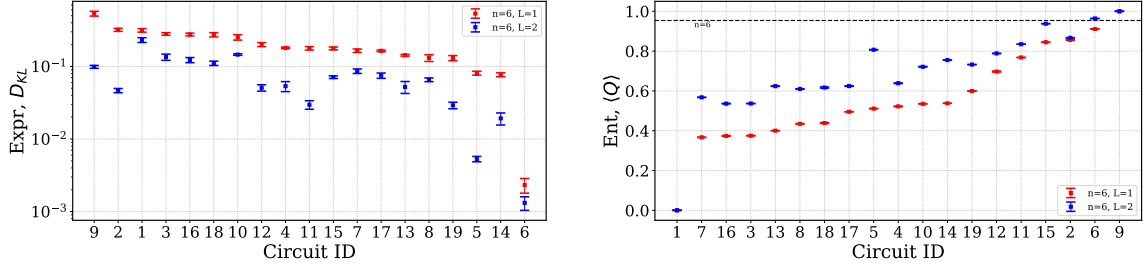 Expr, D_KL
10⁻¹
10⁻²
10⁻³
n=6, L=1
n=6, L=2
9 2 1 3 16 18 10 12 4 11 15 7 17 13 8 19 5 14 6
Circuit ID
Ent, ⟨Q⟩
1.0
0.8
0.6
0.4
0.2
0.0
n=6
n=6, L=1
n=6, L=2
1 7 16 3 13 8 18 17 5 4 10 14 19 12 11 15 2 6 9
Circuit ID